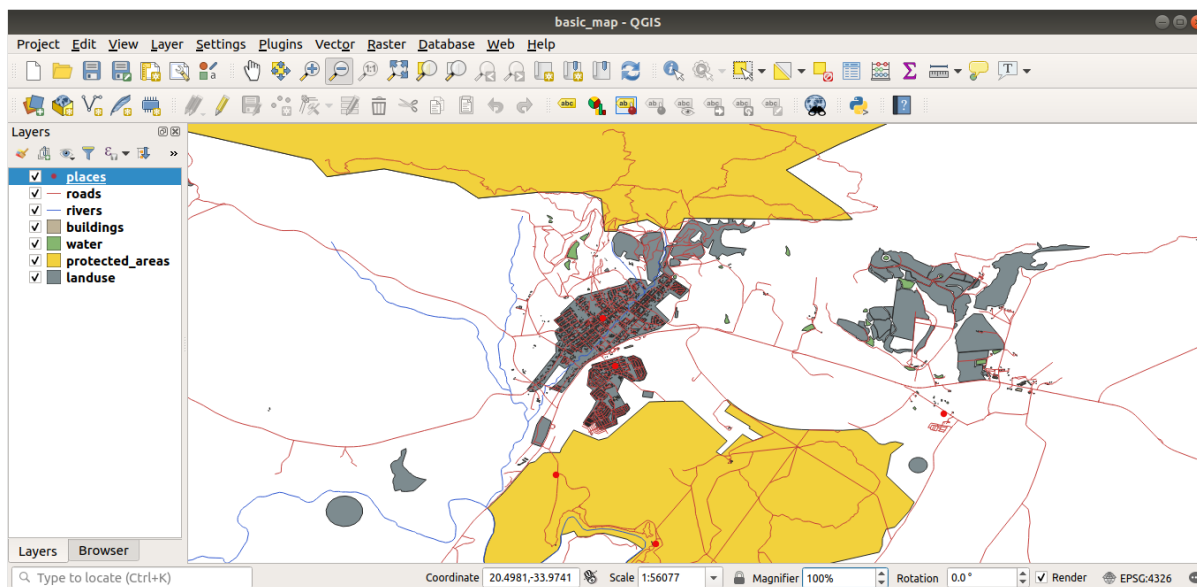 basic_map - QGIS
Project Edit View Layer Settings Plugins Vector Raster Database Web Help
Layers
places
roads
rivers
buildings
water
protected_areas
landuse
Layers Browser
Type to locate (Ctrl+K) Coordinate 20.4981,-33.9741 Scale 1:56077 Magnifier 100% Rotation 0.0 ° Render EPSG:4326